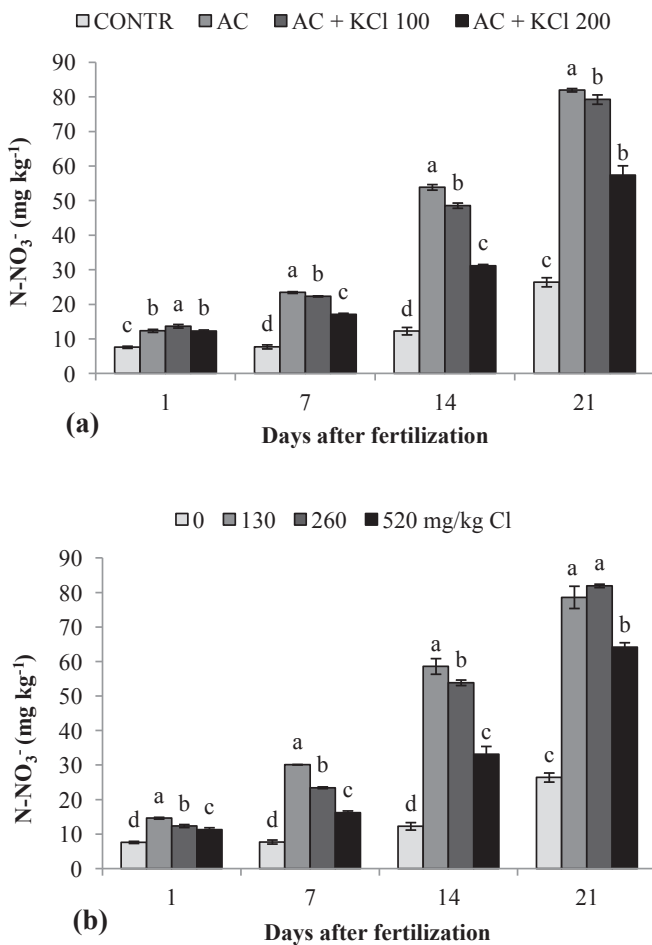 CONTR AC AC + KCl 100 AC + KCl 200
N-NO₃⁻ (mg kg⁻¹)
90
80
70
60
50
40
30
20
10
0
c b a b
d a b c
d a b c
c a b b
1 7 14 21
(a)
Days after fertilization
0 130 260 520 mg/kg Cl
N-NO₃⁻ (mg kg⁻¹)
90
80
70
60
50
40
30
20
10
0
d a b c
d a b c
d a b c
c a a b
1 7 14 21
(b)
Days after fertilization